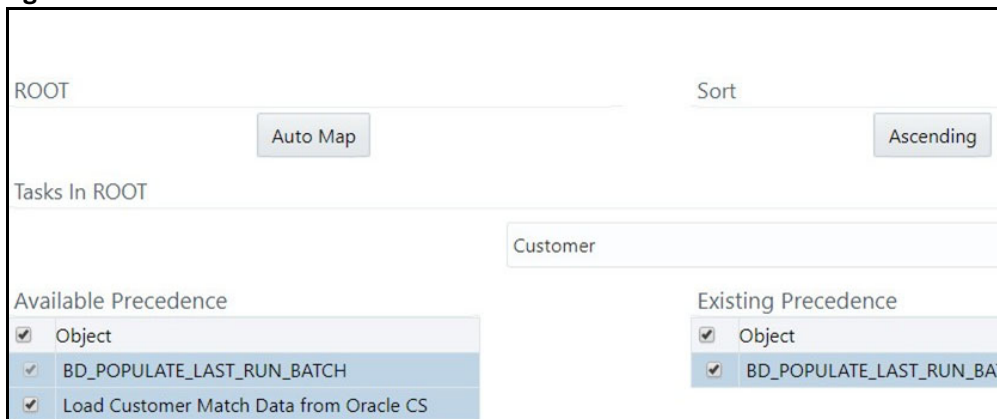 ROOT
Sort
Auto Map
Ascending
Tasks In ROOT
Customer
Available Precedence
Existing Precedence
Object
Object
BD_POPULATE_LAST_RUN_BATCH
BD_POPULATE_LAST_RUN_BA
Load Customer Match Data from Oracle CS